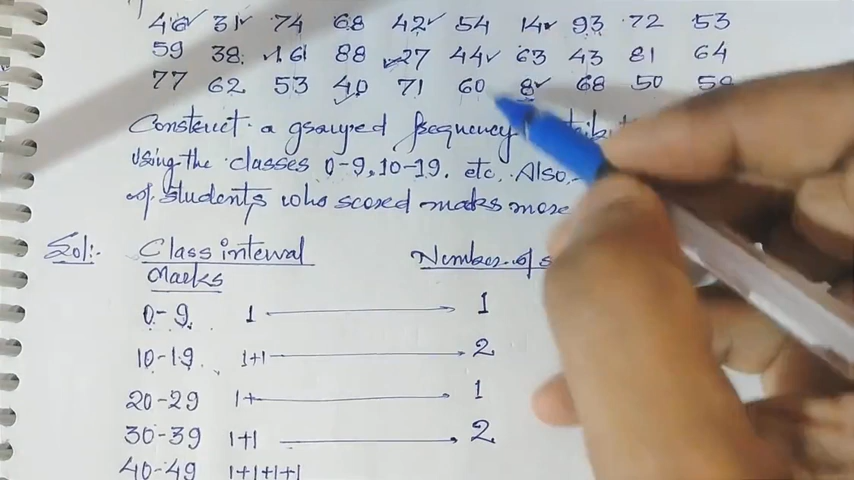 46✓ 31✓ 74 68 42✓ 54 14✓ 93 72 53
59 38 ✓16 88 ✓27 44✓ 63 43 81 64
77 62 53 40 71 60 8✓ 68 50 58
Construct a grouped frequency
using the classes 0-9, 10-19. etc. Also,
of students who scored maks more
Sol:- Class interval Number of s
Marks
0-9. 1 1
10-19. 1+1 2
20-29 1+ 1
30-39 1+1 2
40-49 1+1+1+1